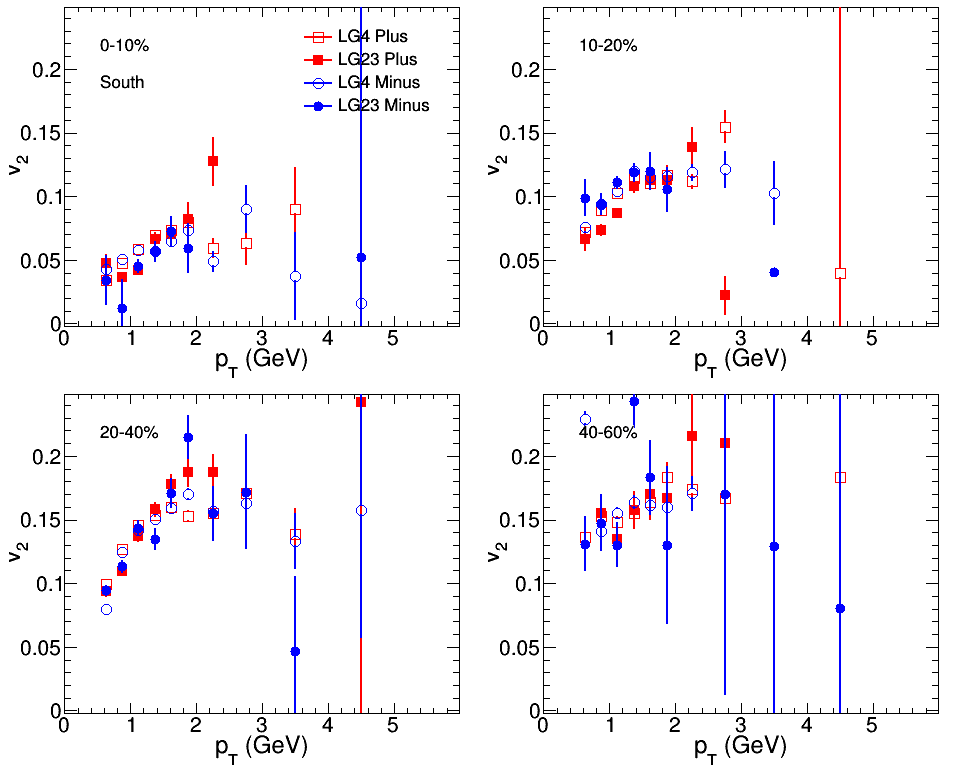 0-10%
South
LG4 Plus
LG23 Plus
LG4 Minus
LG23 Minus
v2
0.2
0.15
0.1
0.05
0
0 1 2 3 4 5
pT (GeV)
10-20%
v2
0.2
0.15
0.1
0.05
0
0 1 2 3 4 5
pT (GeV)
20-40%
v2
0.2
0.15
0.1
0.05
0
0 1 2 3 4 5
pT (GeV)
40-60%
v2
0.2
0.15
0.1
0.05
0
0 1 2 3 4 5
pT (GeV)